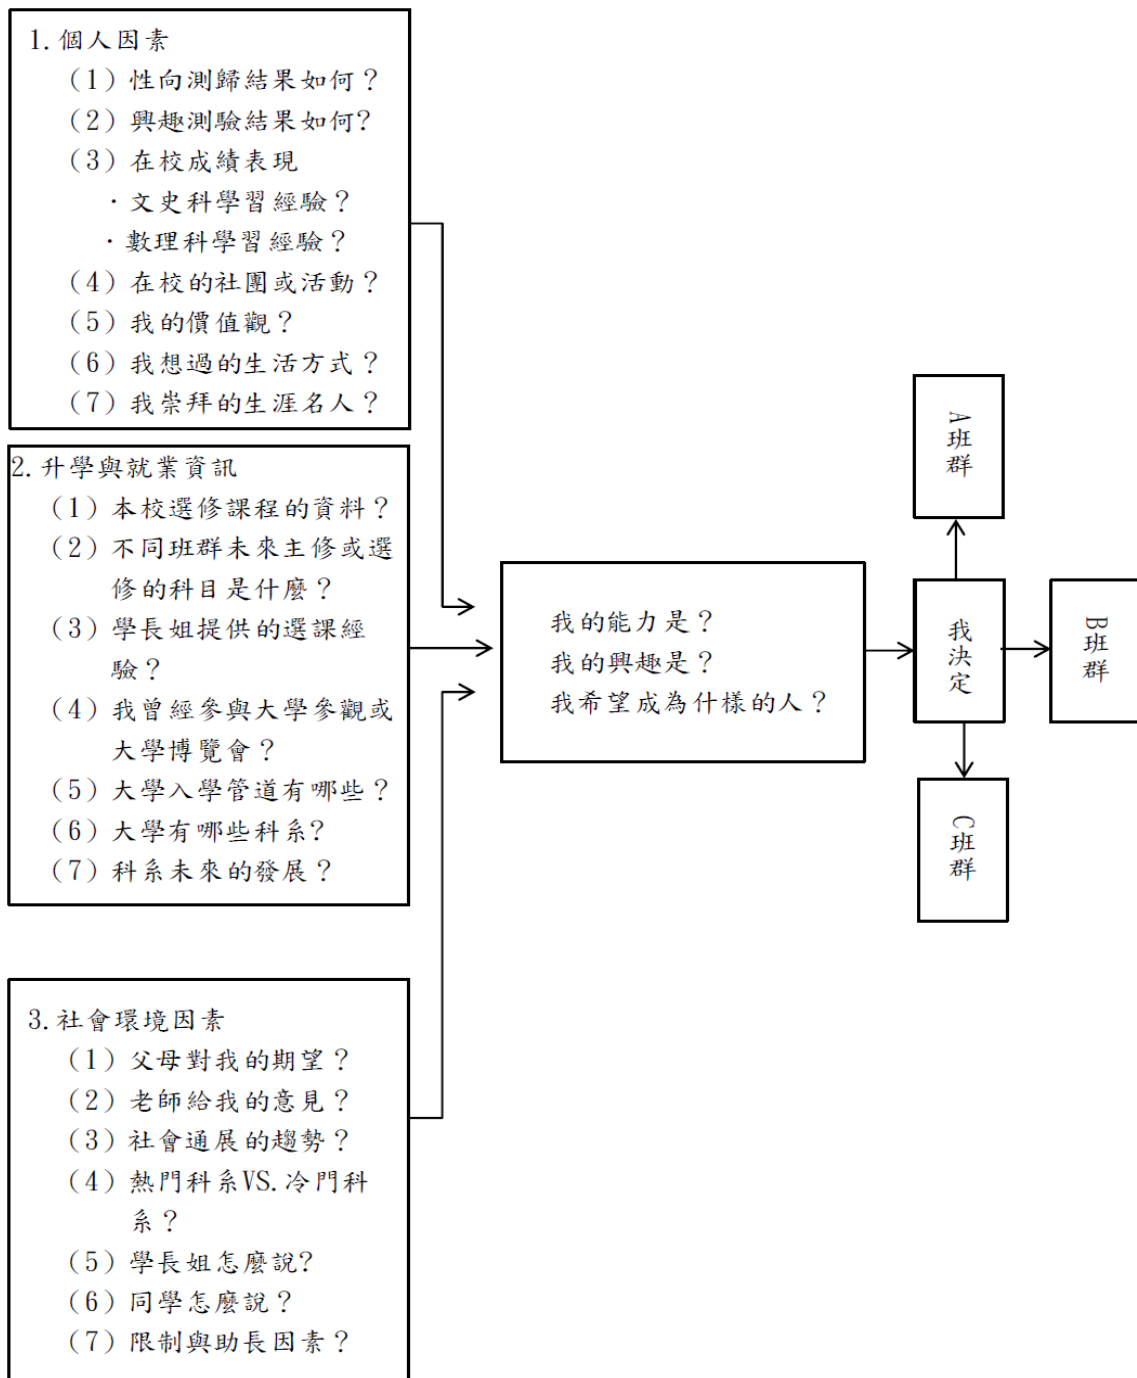 1.個人因素
(1)性向測歸結果如何？
(2)興趣測驗結果如何?
(3)在校成績表現
・文史科學習經驗？
・數理科學習經驗？
(4)在校的社團或活動？
(5)我的價值觀？
(6)我想過的生活方式？
(7)我崇拜的生涯名人？
2.升學與就業資訊
(1)本校選修課程的資料？
(2)不同班群未來主修或選
修的科目是什麼？
(3)學長姐提供的選課經
驗？
(4)我曾經參與大學參觀或
大學博覽會？
(5)大學入學管道有哪些？
(6)大學有哪些科系?
(7)科系未來的發展？
3.社會環境因素
(1)父母對我的期望？
(2)老師給我的意見？
(3)社會通展的趨勢？
(4)熱門科系VS.冷門科
系？
(5)學長姐怎麼說?
(6)同學怎麼說？
(7)限制與助長因素？
我的能力是？
我的興趣是？
我希望成為什樣的人？
我決定
A班群
B班群
C班群